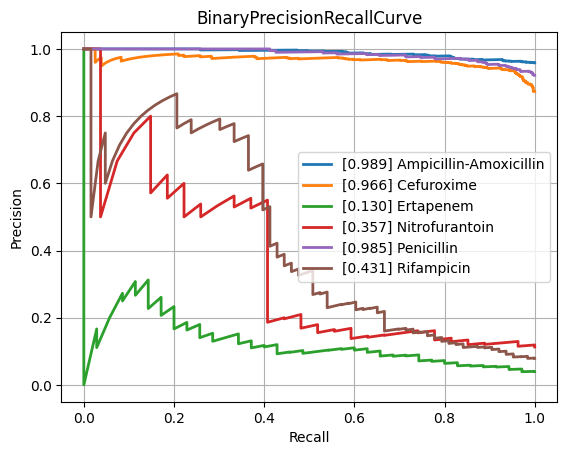 BinaryPrecisionRecallCurve
1.0
0.8
0.6
0.4
0.2
0.0
Precision
[0.989] Ampicillin-Amoxicillin
[0.966] Cefuroxime
[0.130] Ertapenem
[0.357] Nitrofurantoin
[0.985] Penicillin
[0.431] Rifampicin
0.0 0.2 0.4 0.6 0.8 1.0
Recall